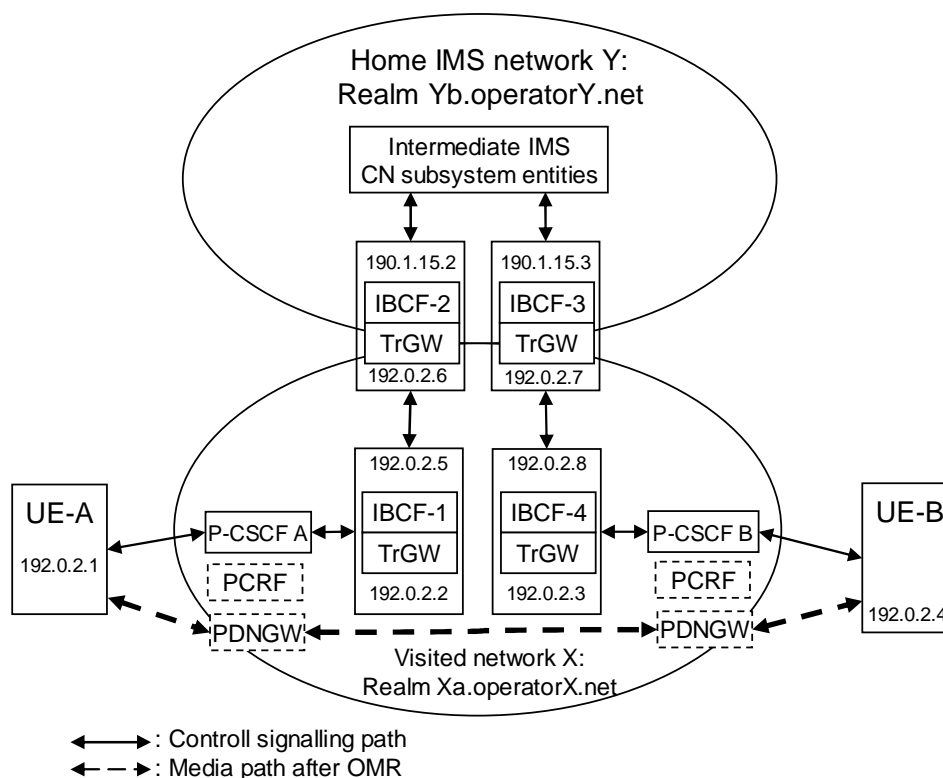 Home IMS network Y:
Realm Yb.operatorY.net
Intermediate IMS
CN subsystem entities
190.1.15.2
190.1.15.3
IBCF-2
IBCF-3
TrGW
TrGW
192.0.2.6
192.0.2.7
192.0.2.5
192.0.2.8
UE-A
192.0.2.1
P-CSCF A
IBCF-1
TrGW
IBCF-4
TrGW
P-CSCF B
UE-B
192.0.2.4
PCRF
PCRF
192.0.2.2
192.0.2.3
PDNGW
PDNGW
Visited network X:
Realm Xa.operatorX.net
: Controll signalling path
: Media path after OMR